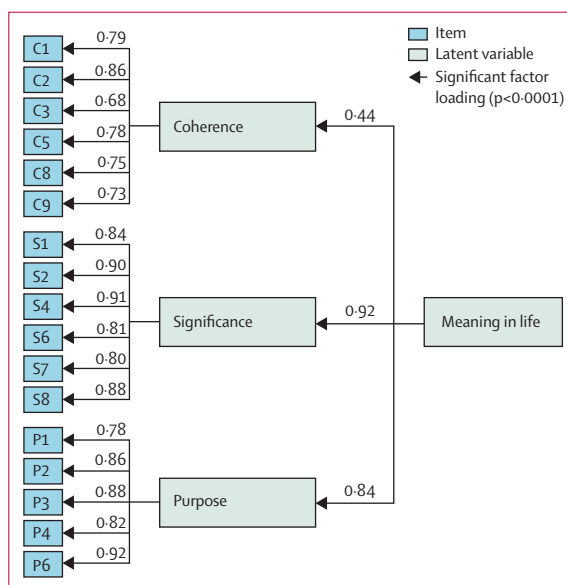 C1
0·79
C2
0·86
C3
0·68
C5
0·78
C8
0·75
C9
0·73
Coherence
0·44
S1
0·84
S2
0·90
S4
0·91
S6
0·81
S7
0·80
S8
0·88
Significance
0·92
Meaning in life
P1
0·78
P2
0·86
P3
0·88
P4
0·82
P6
0·92
Purpose
0·84
Item
Latent variable
Significant factor
loading (p<0·0001)